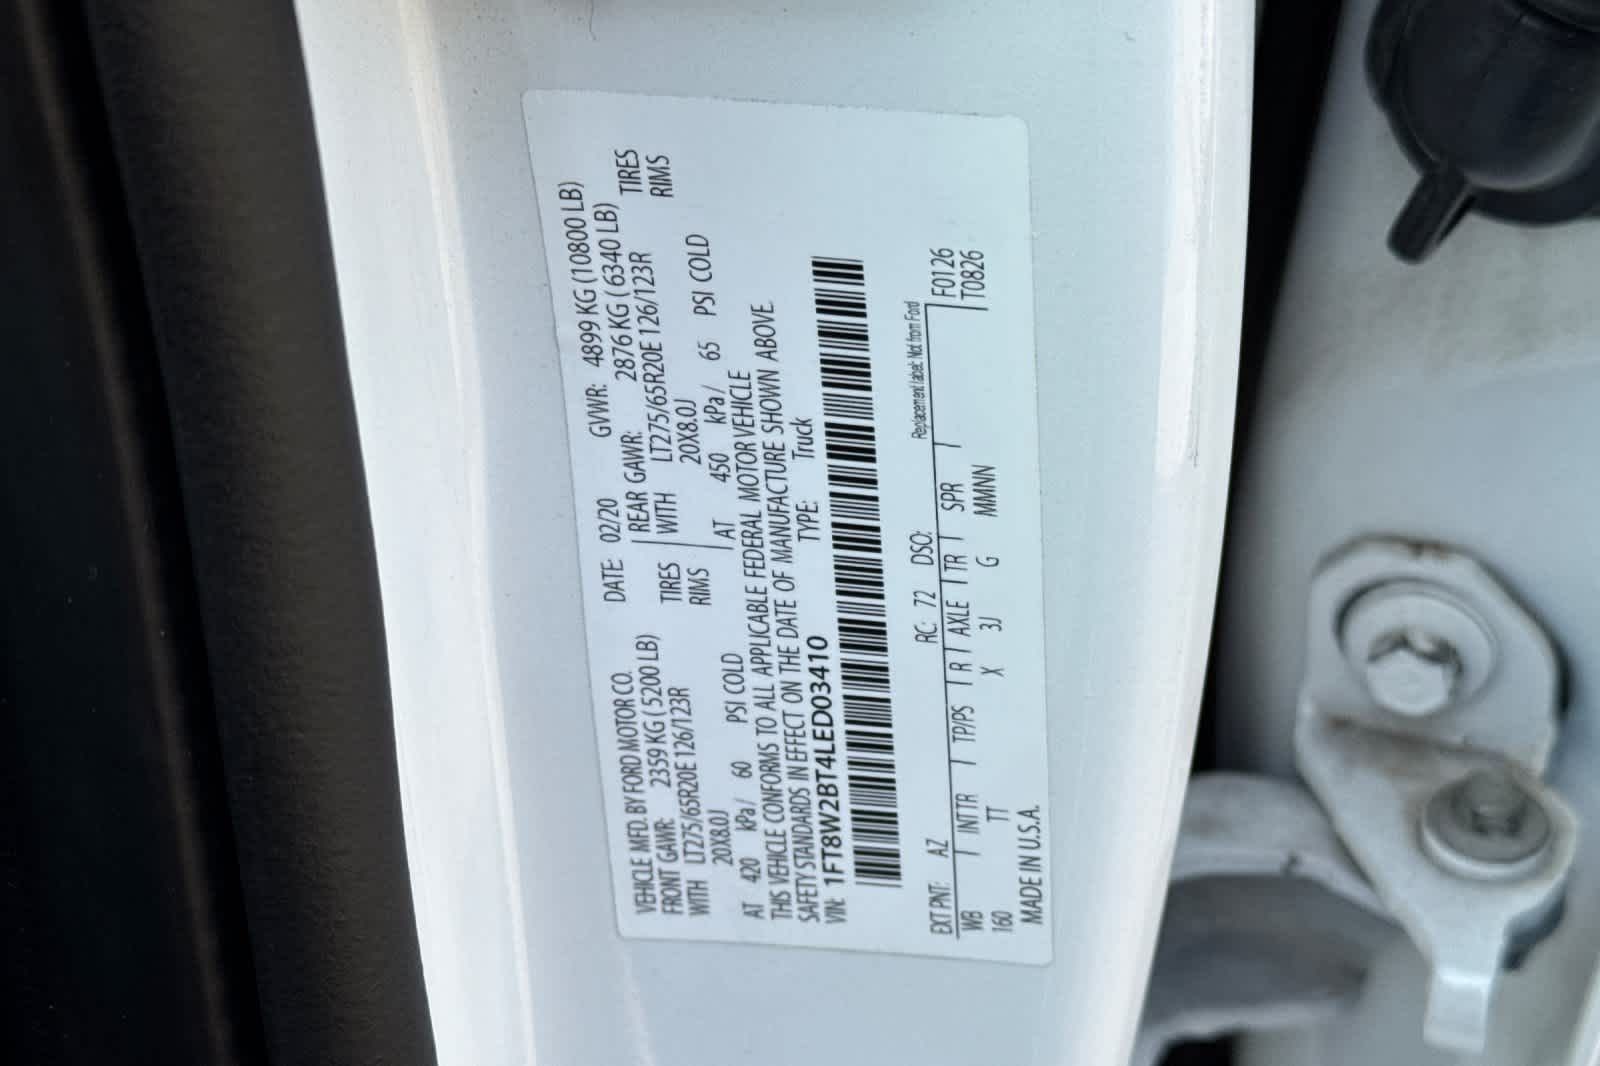 VEHICLE MFD. BY FORD MOTOR CO. DATE: 02/20 GVWR: 4899 KG (10800 LB)
FRONT GAWR: 2359 KG (5200 LB) REAR GAWR: 2876 KG (6340 LB)
WITH LT275/65R20E 126/123R TIRES WITH LT275/65R20E 126/123R TIRES
20X8.0J RIMS 20X8.0J RIMS
AT 420 kPa/ 60 PSI COLD AT 450 kPa/ 65 PSI COLD
THIS VEHICLE CONFORMS TO ALL APPLICABLE FEDERAL MOTOR VEHICLE
SAFETY STANDARDS IN EFFECT ON THE DATE OF MANUFACTURE SHOWN ABOVE.
VIN: 1FT8W2BT4LED03410 TYPE: Truck
Replacement label: Not from Ford
EXT PNT: AZ RC: 72 DSO:
WB INTTR TP/PS R AXLE TR SPR F0126
160 TT X 3J G MMNN T0826
MADE IN U.S.A.